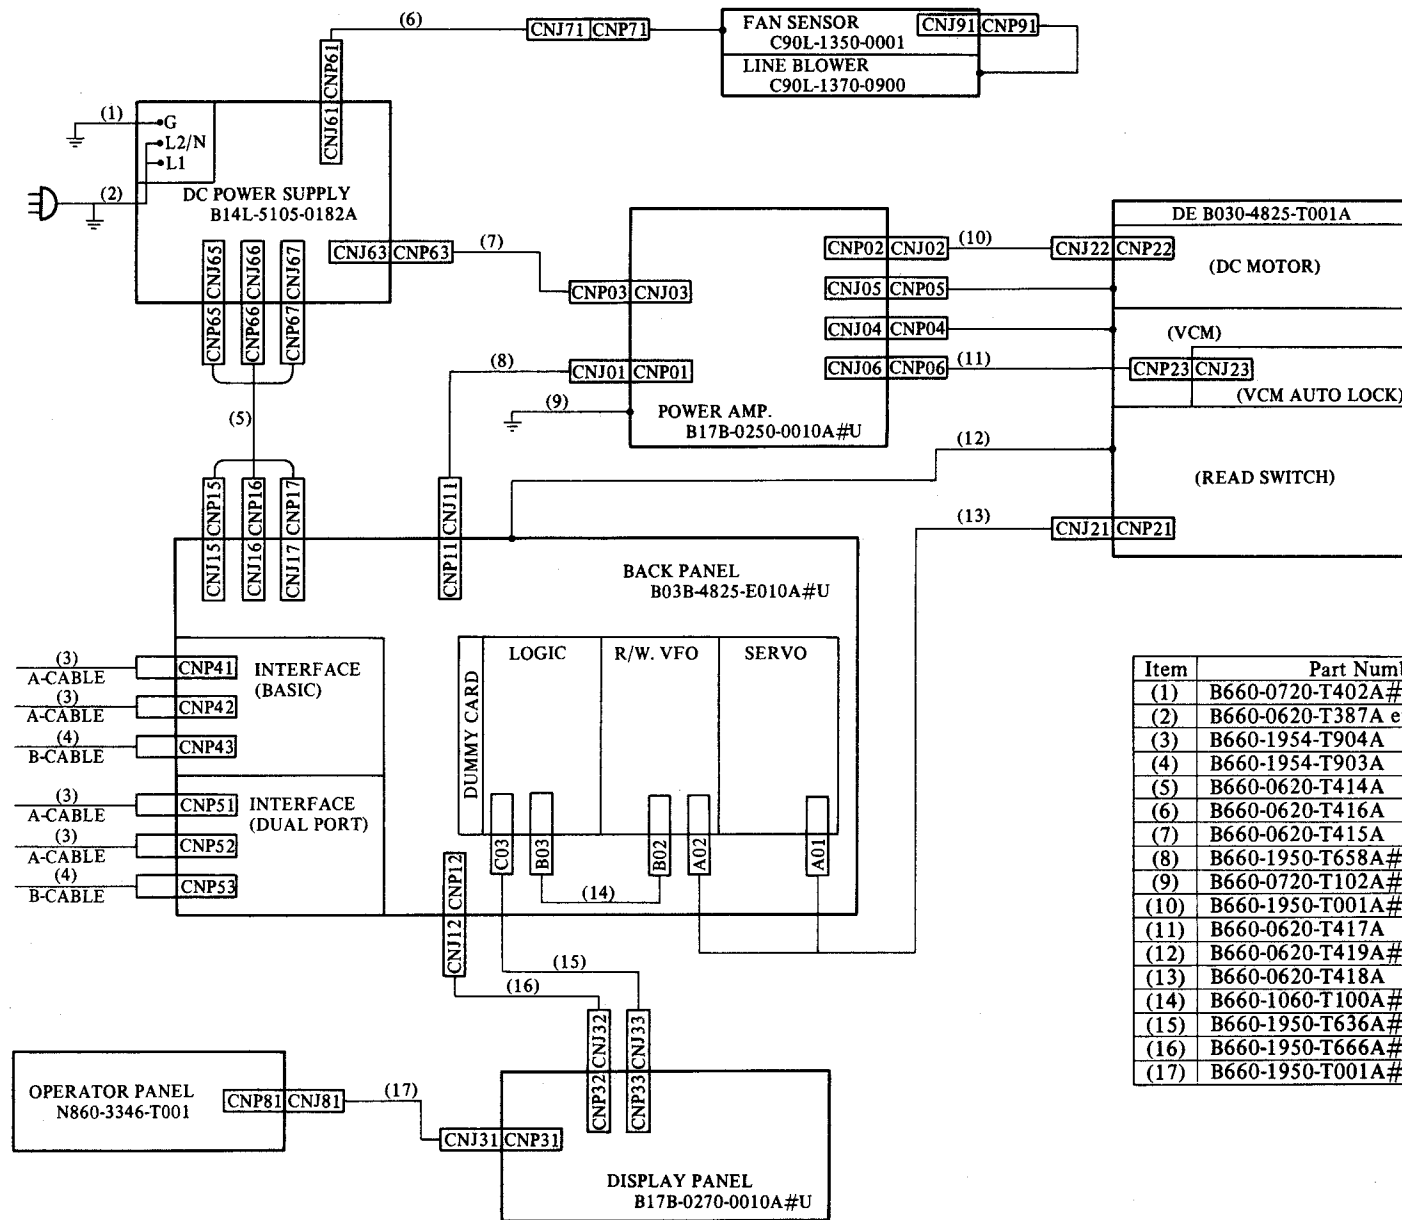 (6)
CNJ71 CNP71
FAN SENSOR
C90L-1350-0001
CNJ91 CNP91
LINE BLOWER
C90L-1370-0900
CNJ61 CNP61
(1)
G
L2/N
L1
(2)
DC POWER SUPPLY
B14L-5105-0182A
CNJ63 CNP63
(7)
CNP65 CNJ65
CNP66 CNJ66
CNP67 CNJ67
(5)
CNP03 CNJ03
(8)
CNJ01 CNP01
(9)
POWER AMP.
B17B-0250-0010A#U
CNP02 CNJ02
CNJ05 CNP05
CNJ04 CNP04
CNJ06 CNP06
(10)
(11)
(12)
(13)
DE B030-4825-T001A
CNJ22 CNP22
(DC MOTOR)
(VCM)
CNP23 CNJ23
(VCM AUTO LOCK)
(READ SWITCH)
CNJ21 CNP21
CNJ15 CNP15
CNJ16 CNP16
CNJ17 CNP17
CNP11 CNJ11
BACK PANEL
B03B-4825-E010A#U
(3)
A-CABLE
CNP41
(3)
A-CABLE
CNP42
(4)
B-CABLE
CNP43
INTERFACE
(BASIC)
(3)
A-CABLE
CNP51
(3)
A-CABLE
CNP52
(4)
B-CABLE
CNP53
INTERFACE
(DUAL PORT)
DUMMY CARD
LOGIC
R/W. VFO
SERVO
C03
B03
B02
A02
A01
(14)
CNJ12 CNP12
(15)
(16)
CNP32 CNJ32
CNP33 CNJ33
OPERATOR PANEL
N860-3346-T001
CNP81 CNJ81
(17)
CNJ31 CNP31
DISPLAY PANEL
B17B-0270-0010A#U
Item Part Num
(1) B660-0720-T402A#
(2) B660-0620-T387A e
(3) B660-1954-T904A
(4) B660-1954-T903A
(5) B660-0620-T414A
(6) B660-0620-T416A
(7) B660-0620-T415A
(8) B660-1950-T658A#
(9) B660-0720-T102A#
(10) B660-1950-T001A#
(11) B660-0620-T417A
(12) B660-0620-T419A#
(13) B660-0620-T418A
(14) B660-1060-T100A#
(15) B660-1950-T636A#
(16) B660-1950-T666A#
(17) B660-1950-T001A#